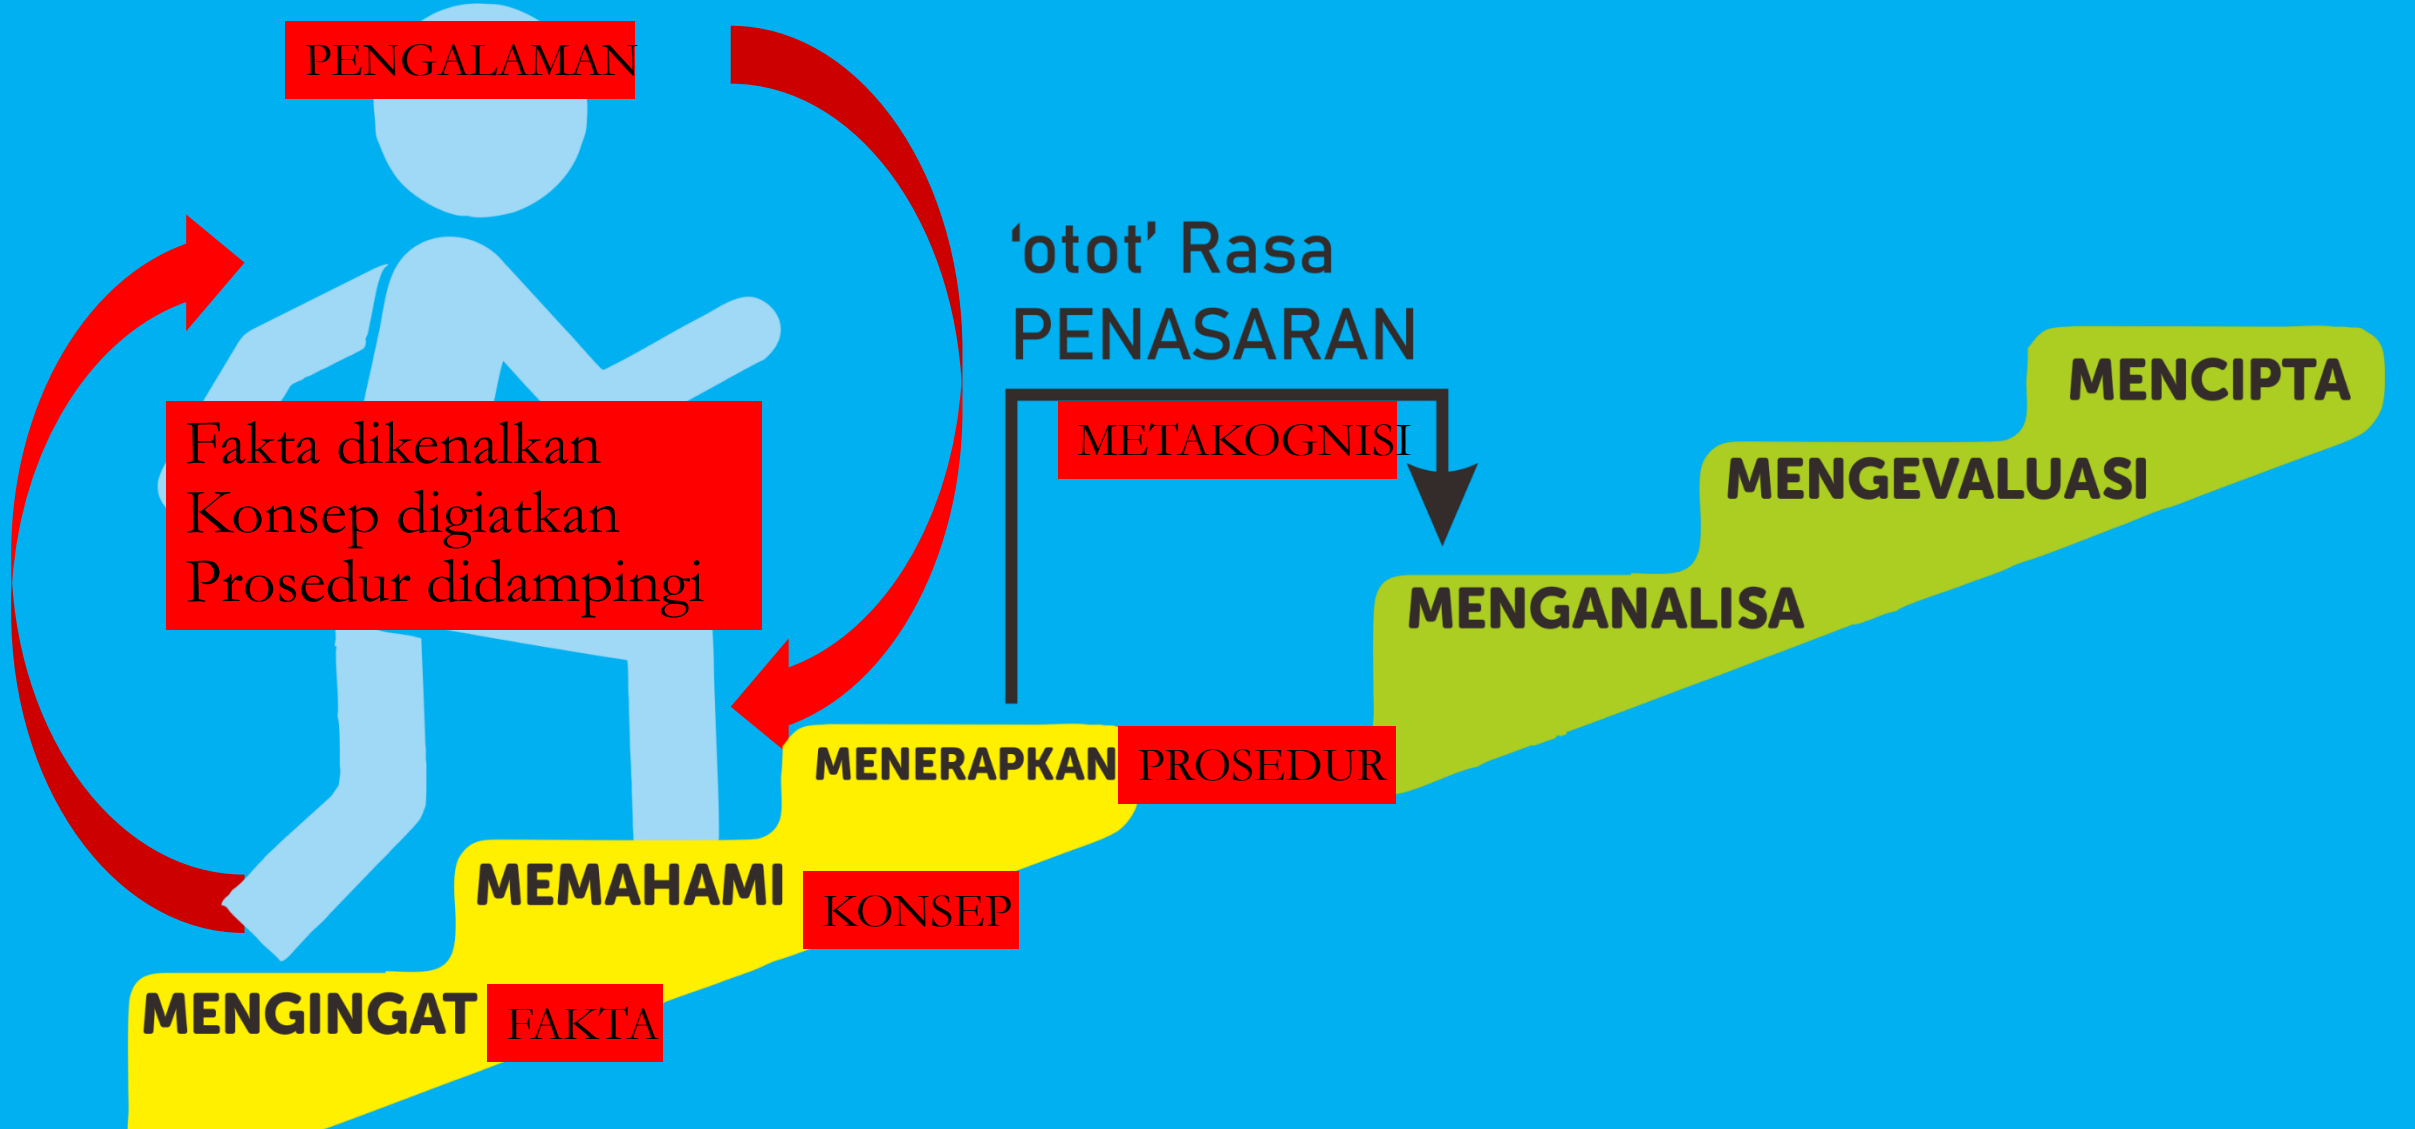 PENGALAMAN
'otot' Rasa
PENASARAN
METAKOGNISI
Fakta dikenalkan
Konsep digiatkan
Prosedur didampingi
MENCIPTA
MENGEVALUASI
MENGANALISA
MENERAPKAN PROSEDUR
MEMAHAMI KONSEP
MENGINGAT FAKTA